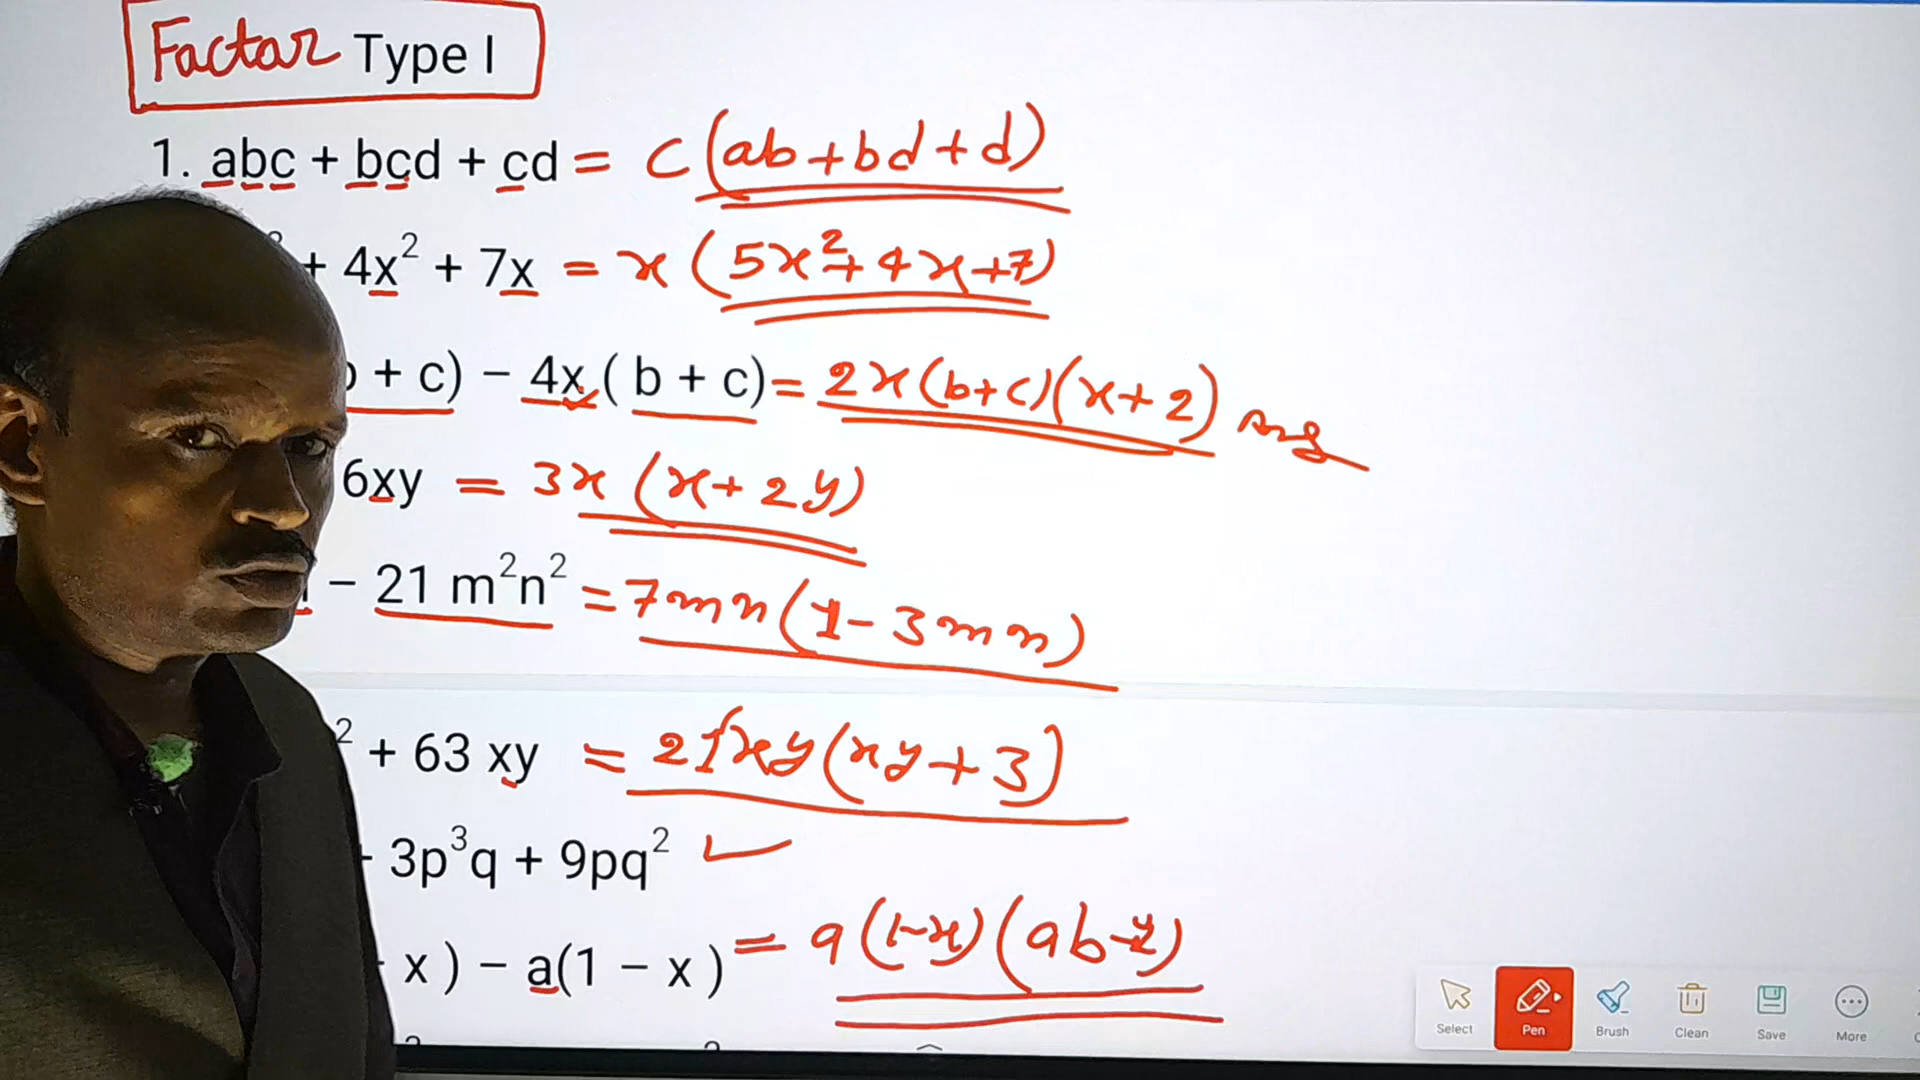 Factor Type I
1. abc + bcd + cd = c (ab + bd + d)
+ 4x² + 7x = x (5x² + 4x + 7)
+ c) − 4x ( b + c) = 2x (b + c) (x + 2) Ans
6xy = 3x (x + 2y)
− 21 m²n² = 7mn (1 − 3mn)
² + 63 xy = 21xy (xy + 3)
3p³q + 9pq²
x ) − a(1 − x ) = a (1 − x) (ab − 1)
Select Pen Brush Clean Save More